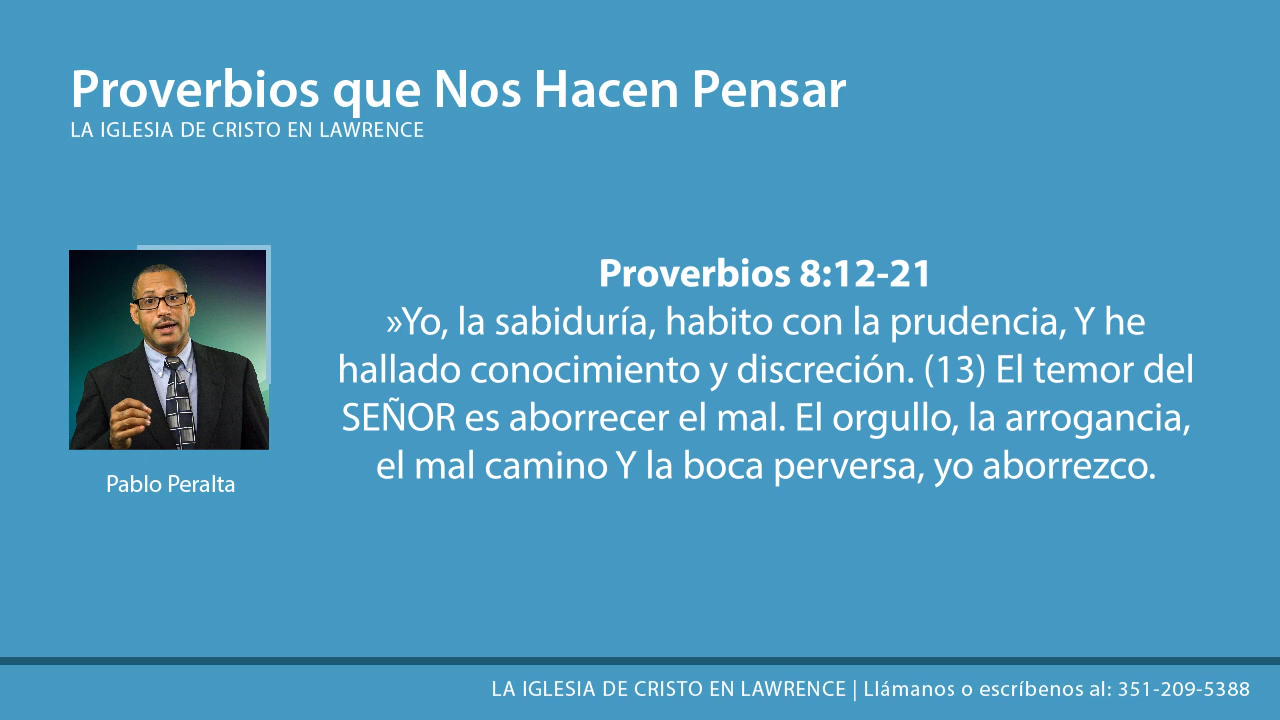 Proverbios que Nos Hacen Pensar
LA IGLESIA DE CRISTO EN LAWRENCE
Proverbios 8:12-21
»Yo, la sabiduría, habito con la prudencia, Y he
hallado conocimiento y discreción. (13) El temor del
SEÑOR es aborrecer el mal. El orgullo, la arrogancia,
el mal camino Y la boca perversa, yo aborrezco.
Pablo Peralta
LA IGLESIA DE CRISTO EN LAWRENCE | Llámanos o escríbenos al: 351-209-5388